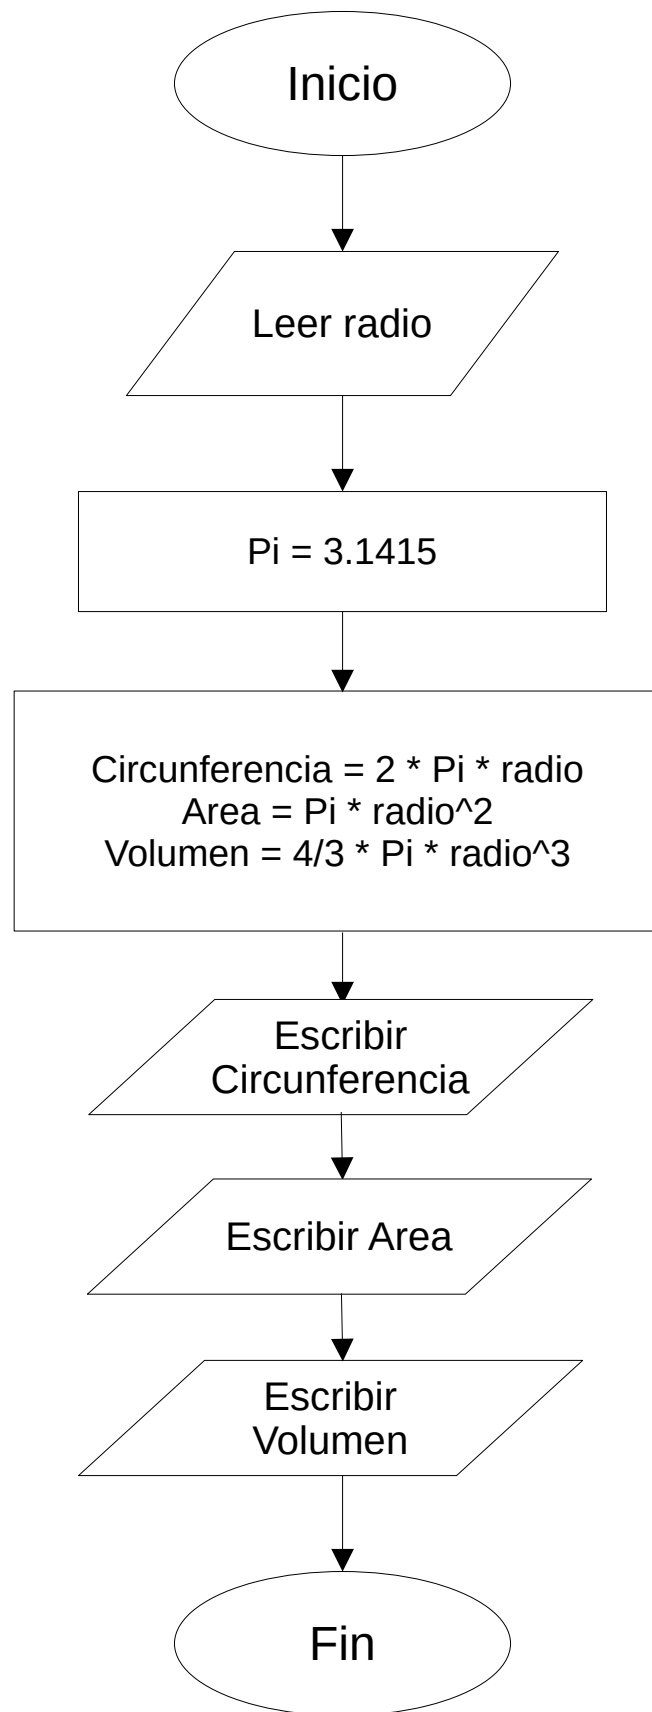 Inicio
Leer radio
Pi = 3.1415
Circunferencia = 2 * Pi * radio
Area = Pi * radio^2
Volumen = 4/3 * Pi * radio^3
Escribir
Circunferencia
Escribir Area
Escribir
Volumen
Fin